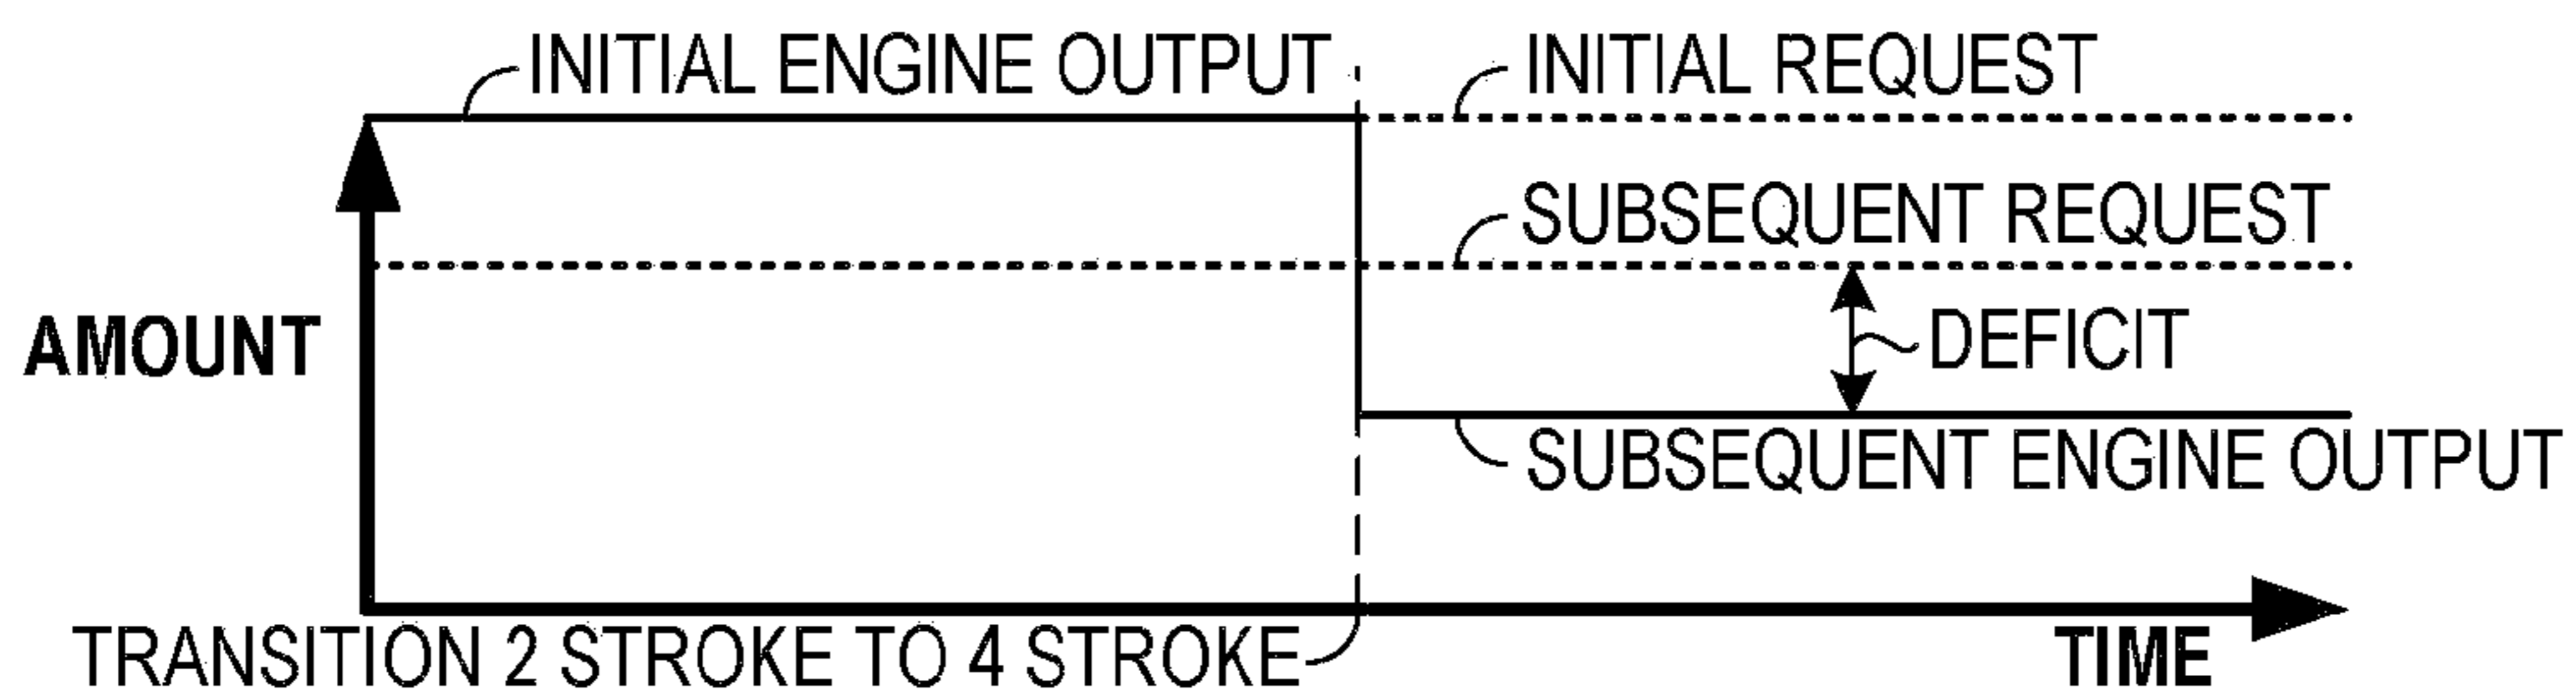 INITIAL ENGINE OUTPUT
INITIAL REQUEST
SUBSEQUENT REQUEST
AMOUNT
DEFICIT
SUBSEQUENT ENGINE OUTPUT
TRANSITION 2 STROKE TO 4 STROKE
TIME